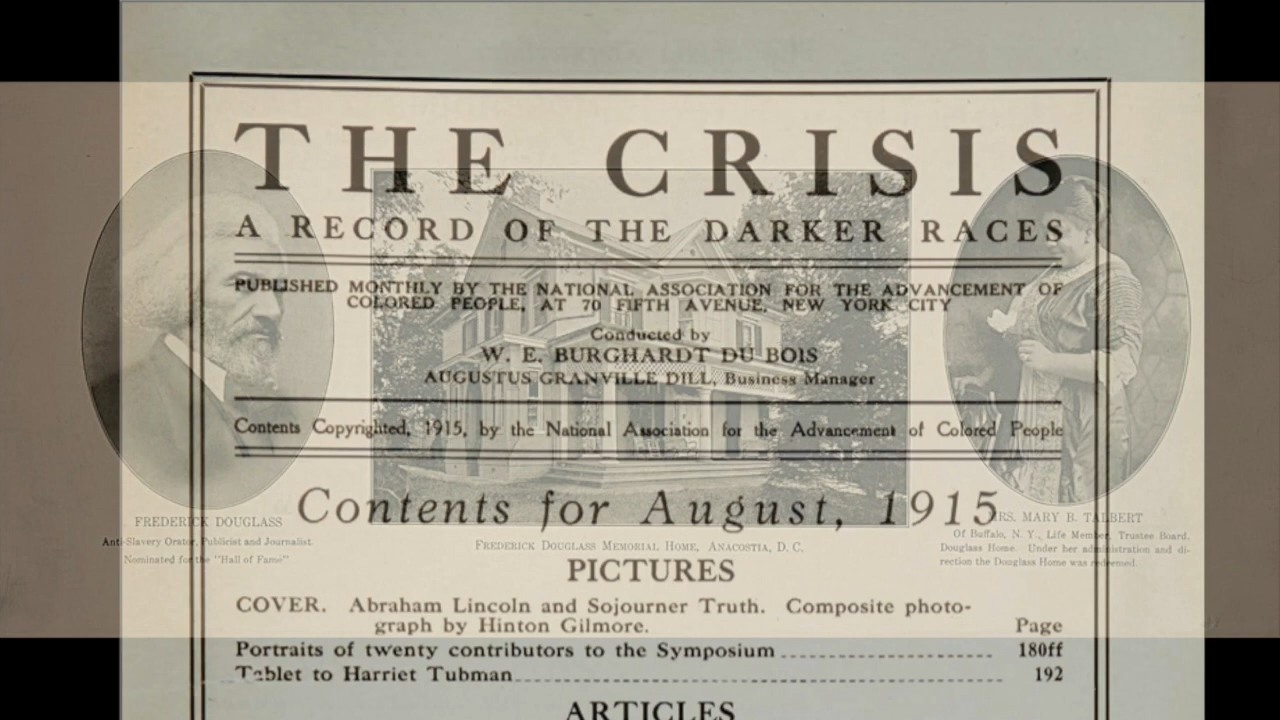 THE CRISIS
A RECORD OF THE DARKER RACES
PUBLISHED MONTHLY BY THE NATIONAL ASSOCIATION FOR THE ADVANCEMENT OF
COLORED PEOPLE, AT 70 FIFTH AVENUE, NEW YORK CITY
Conducted by
W. E. BURGHARDT DU BOIS
AUGUSTUS GRANVILLE DILL, Business Manager
Contents Copyrighted, 1915, by the National Association for the Advancement of Colored People
Contents for August, 1915
FREDERICK DOUGLASS
Anti-Slavery Orator, Publicist and Journalist.
Nominated for the "Hall of Fame"
FREDERICK DOUGLASS MEMORIAL HOME, ANACOSTIA, D. C.
MRS. MARY B. TALBERT
Of Buffalo, N. Y., Life Member, Trustee Board,
Douglass Home. Under her administration and di-
rection the Douglass Home was redeemed.
PICTURES
COVER. Abraham Lincoln and Sojourner Truth. Composite photo-
graph by Hinton Gilmore. Page
Portraits of twenty contributors to the Symposium 180ff
Tablet to Harriet Tubman 192
ARTICLES